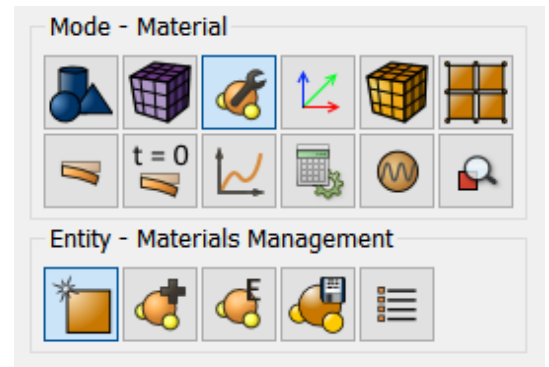 Mode - Material
t = 0
Entity - Materials Management
E